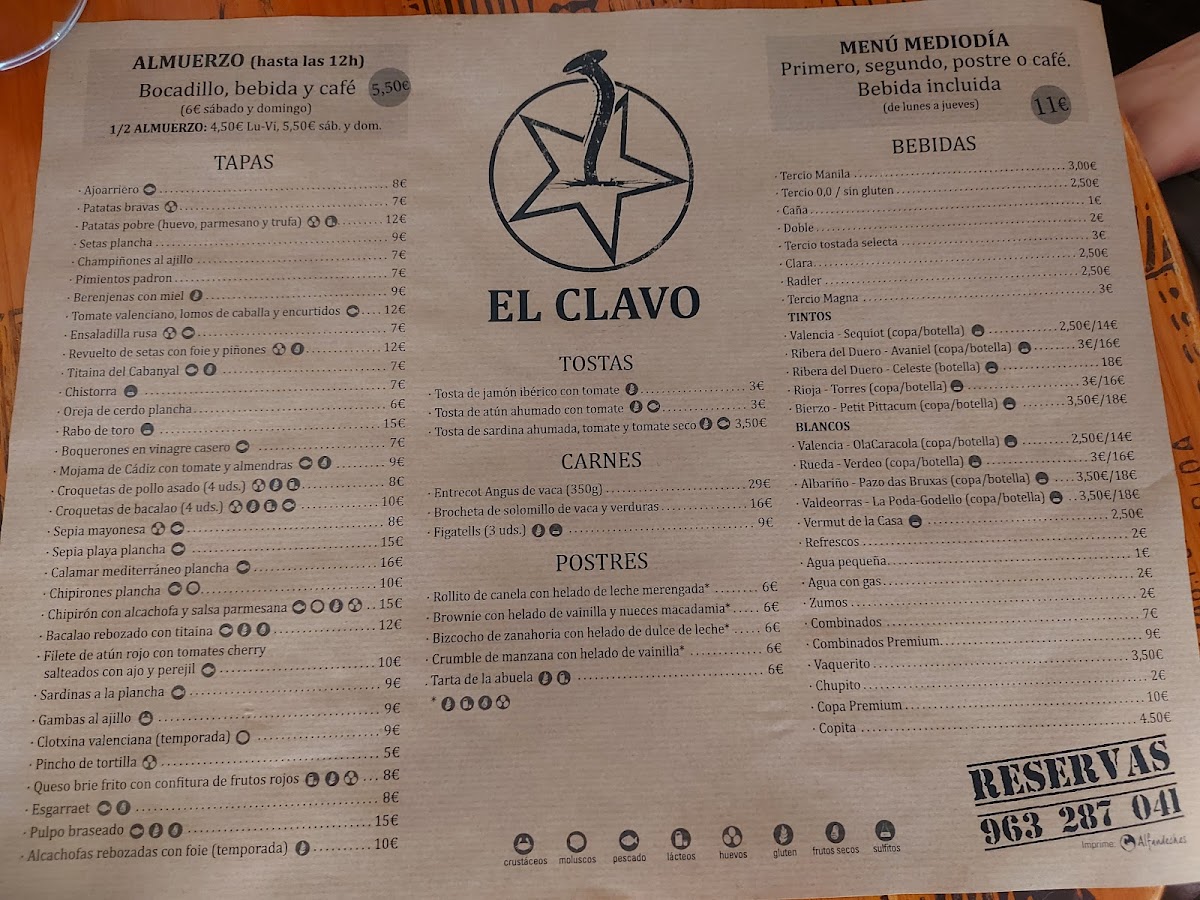 ALMUERZO (hasta las 12h)
Bocadillo, bebida y café 5,50€
(6€ sábado y domingo)
1/2 ALMUERZO: 4,50€ Lu-Vi, 5,50€ sáb. y dom.
TAPAS
· Ajoarriero 8€
· Patatas bravas 7€
· Patatas pobre (huevo, parmesano y trufa) 12€
· Setas plancha 9€
· Champiñones al ajillo 7€
· Pimientos padron 7€
· Berenjenas con miel 9€
· Tomate valenciano, lomos de caballa y encurtidos 12€
· Ensaladilla rusa 7€
· Revuelto de setas con foie y piñones 12€
· Titaina del Cabanyal 7€
· Chistorra 7€
· Oreja de cerdo plancha 6€
· Rabo de toro 15€
· Boquerones en vinagre casero 7€
· Mojama de Cádiz con tomate y almendras 9€
· Croquetas de pollo asado (4 uds.) 8€
· Croquetas de bacalao (4 uds.) 10€
· Sepia mayonesa 8€
· Sepia playa plancha 15€
· Calamar mediterráneo plancha 16€
· Chipirones plancha 10€
· Chipirón con alcachofa y salsa parmesana 15€
· Bacalao rebozado con titaina 12€
· Filete de atún rojo con tomates cherry
salteados con ajo y perejil 10€
· Sardinas a la plancha 9€
· Gambas al ajillo 9€
· Clotxina valenciana (temporada) 9€
· Pincho de tortilla 5€
· Queso brie frito con confitura de frutos rojos 8€
· Esgarraet 8€
· Pulpo braseado 15€
· Alcachofas rebozadas con foie (temporada) 10€
EL CLAVO
TOSTAS
· Tosta de jamón ibérico con tomate 3€
· Tosta de atún ahumado con tomate 3€
· Tosta de sardina ahumada, tomate y tomate seco 3,50€
CARNES
· Entrecot Angus de vaca (350g) 29€
· Brocheta de solomillo de vaca y verduras 16€
· Figatells (3 uds.) 9€
POSTRES
· Rollito de canela con helado de leche merengada* 6€
· Brownie con helado de vainilla y nueces macadamia* 6€
· Bizcocho de zanahoria con helado de dulce de leche* 6€
· Crumble de manzana con helado de vainilla* 6€
· Tarta de la abuela 6€
*
crustáceos moluscos pescado lácteos huevos gluten frutos secos sulfitos
MENÚ MEDIODÍA
Primero, segundo, postre o café.
Bebida incluida
(de lunes a jueves) 11€
BEBIDAS
· Tercio Manila 3,00€
· Tercio 0,0 / sin gluten 2,50€
· Caña 1€
· Doble 2€
· Tercio tostada selecta 3€
· Clara 2,50€
· Radler 2,50€
· Tercio Magna 3€
TINTOS
· Valencia - Sequiot (copa/botella) 2,50€/14€
· Ribera del Duero - Avaniel (copa/botella) 3€/16€
· Ribera del Duero - Celeste (botella) 18€
· Rioja - Torres (copa/botella) 3€/16€
· Bierzo - Petit Pittacum (copa/botella) 3,50€/18€
BLANCOS
· Valencia - OlaCaracola (copa/botella) 2,50€/14€
· Rueda - Verdeo (copa/botella) 3€/16€
· Albariño - Pazo das Bruxas (copa/botella) 3,50€/18€
· Valdeorras - La Poda-Godello (copa/botella) 3,50€/18€
· Vermut de la Casa 2,50€
· Refrescos 2€
· Agua pequeña 1€
· Agua con gas 2€
· Zumos 2€
· Combinados 7€
· Combinados Premium 9€
· Vaquerito 3,50€
· Chupito 2€
· Copa Premium 10€
· Copita 4.50€
RESERVAS
963 287 041
Imprime: Alfandechas